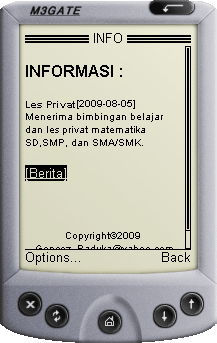 M3GATE
INFO
INFORMASI :
Les Privat[2009-08-05]
Menerima bimbingan belajar
dan les privat matematika
SD,SMP, dan SMA/SMK.
[Berita]
Copyright©2009
Options... Back